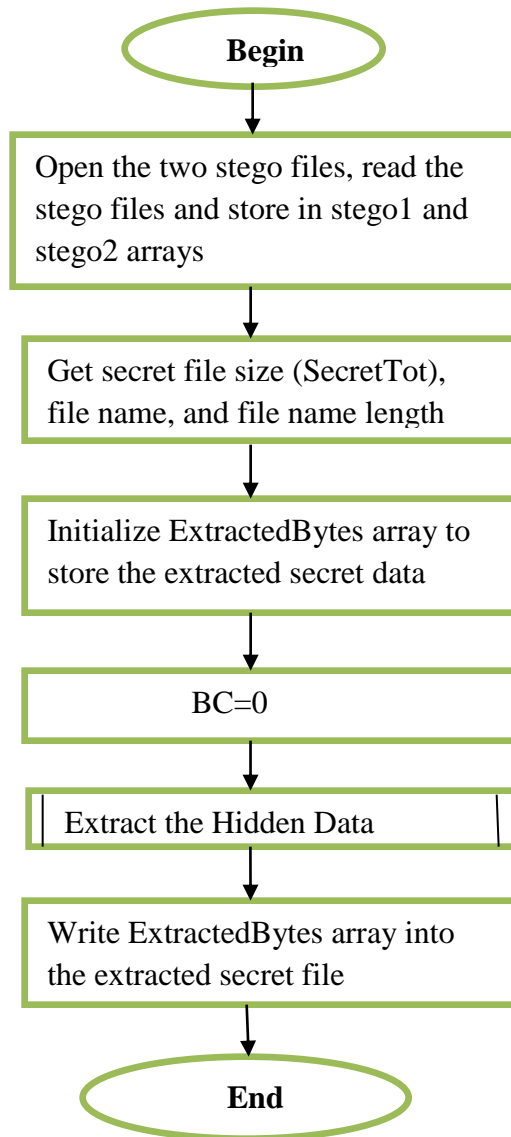 Begin
Open the two stego files, read the
stego files and store in stego1 and
stego2 arrays
Get secret file size (SecretTot),
file name, and file name length
Initialize ExtractedBytes array to
store the extracted secret data
BC=0
Extract the Hidden Data
Write ExtractedBytes array into
the extracted secret file
End